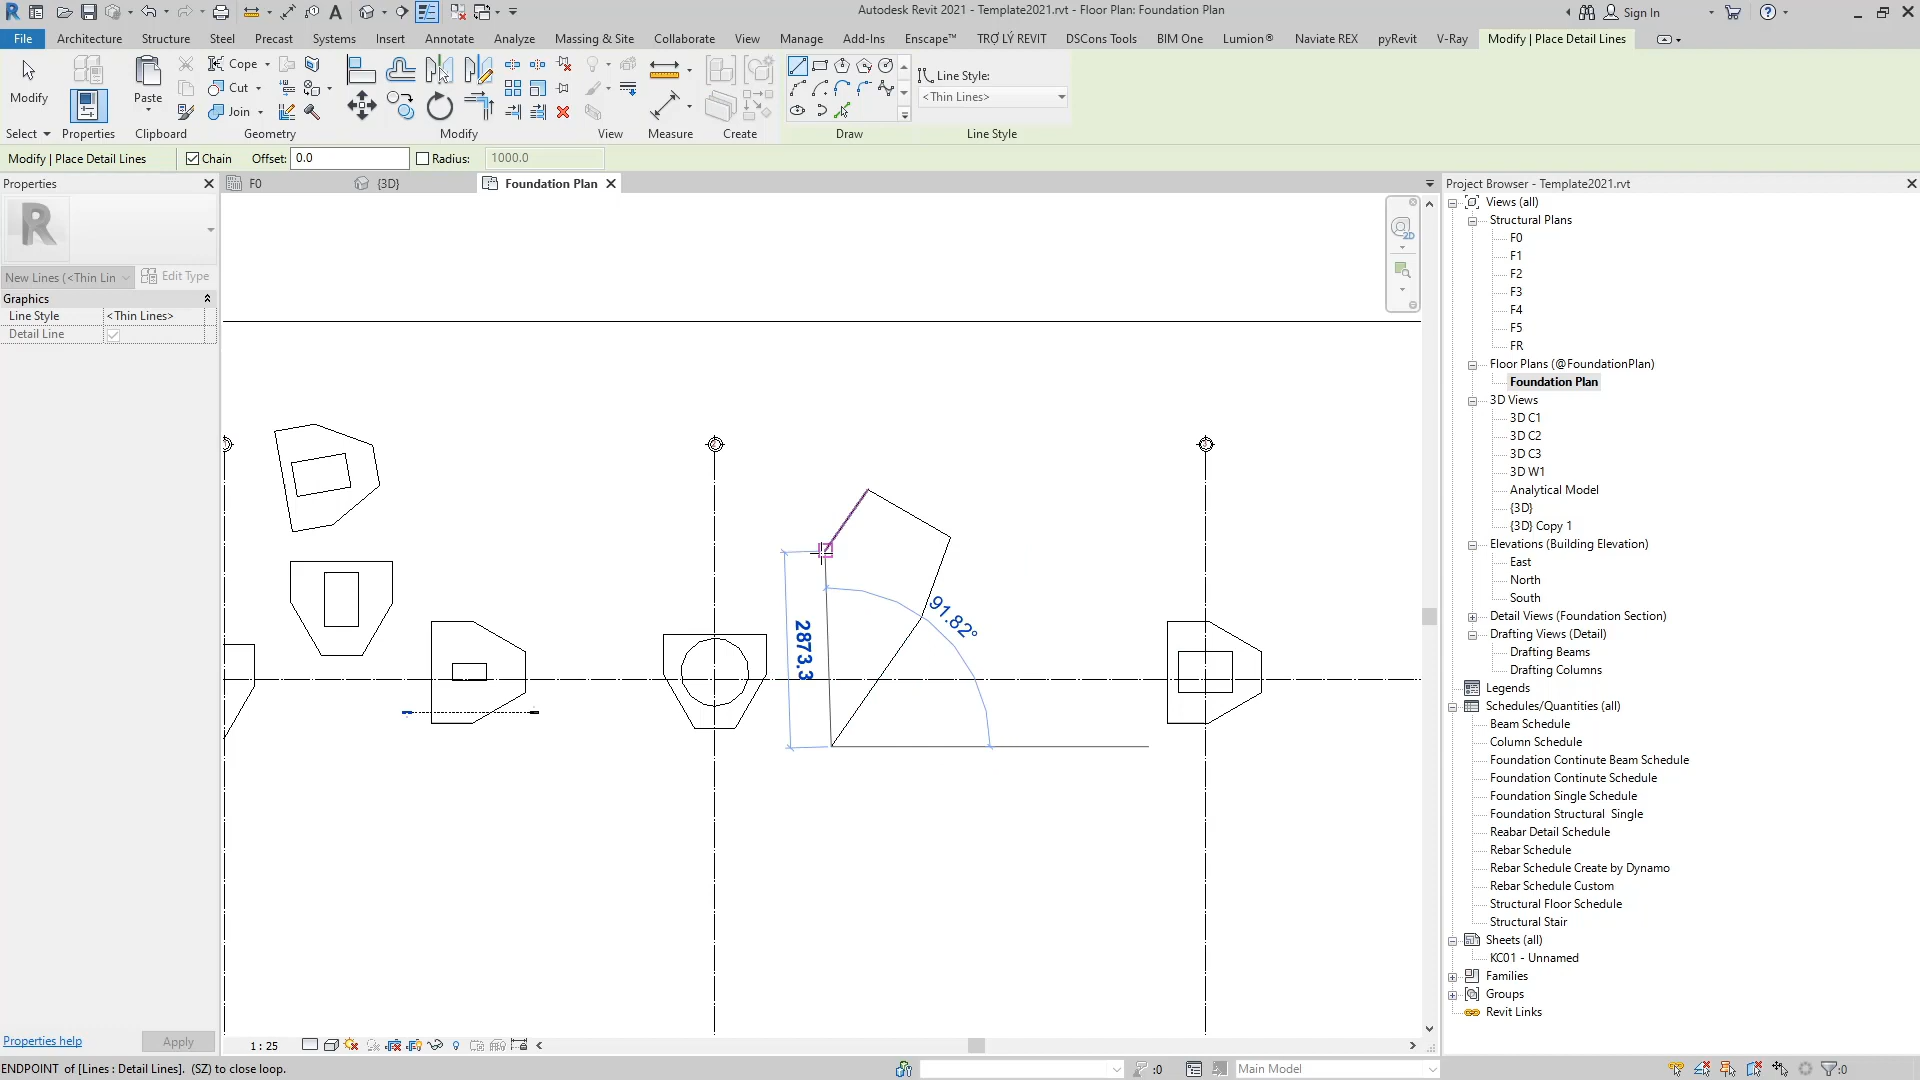 Autodesk Revit 2021 - Template2021.rvt - Floor Plan: Foundation Plan
Sign In
File Architecture Structure Steel Precast Systems Insert Annotate Analyze Massing & Site Collaborate View Manage Add-Ins Enscape™ TRỢ LÝ REVIT DSCons Tools BIM One Lumion® Naviate REX pyRevit V-Ray Modify | Place Detail Lines
Modify
Paste
Cope
Cut
Join
Line Style:
<Thin Lines>
Select Properties Clipboard Geometry Modify View Measure Create Draw Line Style
Modify | Place Detail Lines Chain Offset: 0.0 Radius: 1000.0
Properties
F0
{3D}
Foundation Plan
Project Browser - Template2021.rvt
New Lines (<Thin Lin
Edit Type
Graphics
Line Style <Thin Lines>
Detail Line
2D
2873.3
91.82°
Views (all)
Structural Plans
F0
F1
F2
F3
F4
F5
FR
Floor Plans (@FoundationPlan)
Foundation Plan
3D Views
3D C1
3D C2
3D C3
3D W1
Analytical Model
{3D}
{3D} Copy 1
Elevations (Building Elevation)
East
North
South
Detail Views (Foundation Section)
Drafting Views (Detail)
Drafting Beams
Drafting Columns
Legends
Schedules/Quantities (all)
Beam Schedule
Column Schedule
Foundation Continute Beam Schedule
Foundation Continute Schedule
Foundation Single Schedule
Foundation Structural  Single
Reabar Detail Schedule
Rebar Schedule
Rebar Schedule Create by Dynamo
Rebar Schedule Custom
Structural Floor Schedule
Structural Stair
Sheets (all)
KC01 - Unnamed
Families
Groups
Revit Links
Properties help
Apply
1 : 25
ENDPOINT of [Lines : Detail Lines].  (SZ) to close loop.
:0
Main Model
:0